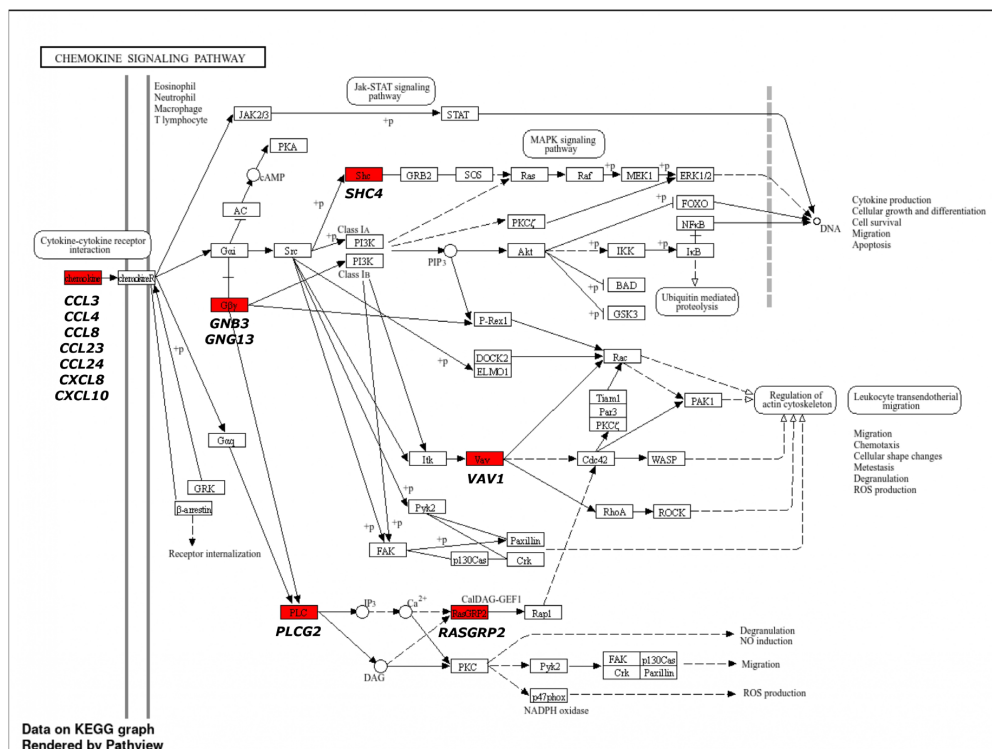 CHEMOKINE SIGNALING PATHWAY
Eosinophil
Neutrophil
Macrophage
T lymphocyte
Jak-STAT signaling
pathway
JAK2/3
+p
STAT
MAPK signaling
pathway
PKA
cAMP
AC
+p
Shc
SHC4
GRB2
SOS
Ras
Raf
+p
MEK1
+p
ERK1/2
Cytokine-cytokine receptor
interaction
chemokine
chemokineR
CCL3
CCL4
CCL8
CCL23
CCL24
CXCL8
CXCL10
Gαi
Src
+p
Class IA
PI3K
PI3K
Class IB
PKCζ
PIP3
Akt
+p
IKK
+p
IκB
FOXO
NFκB
DNA
Cytokine production
Cellular growth and differentiation
Cell survival
Migration
Apoptosis
+p
BAD
+p
GSK3
Ubiquitin mediated
proteolysis
Gβγ
GNB3
GNG13
P-Rex1
+p
DOCK2
ELMO1
Rac
Tiam1
Par3
PKCζ
PAK1
Regulation of
actin cytoskeleton
Leukocyte transendotherial
migration
+p
Gαq
GRK
β-arrestin
Receptor internalization
Itk
Vav
VAV1
Cdc42
WASP
Migration
Chemotaxis
Cellular shape changes
Metestasis
Degranulation
ROS production
+p
Pyk2
RhoA
ROCK
+p
+p
FAK
+p
Paxillin
p130Cas
Crk
PLC
PLCG2
IP3
Ca2+
CalDAG-GEF1
RasGRP2
RASGRP2
Rap1
DAG
PKC
Degranulation
NO induction
Pyk2
FAK
p130Cas
Crk
Paxillin
Migration
p47phox
NADPH oxidase
ROS production
Data on KEGG graph
Rendered by Pathview